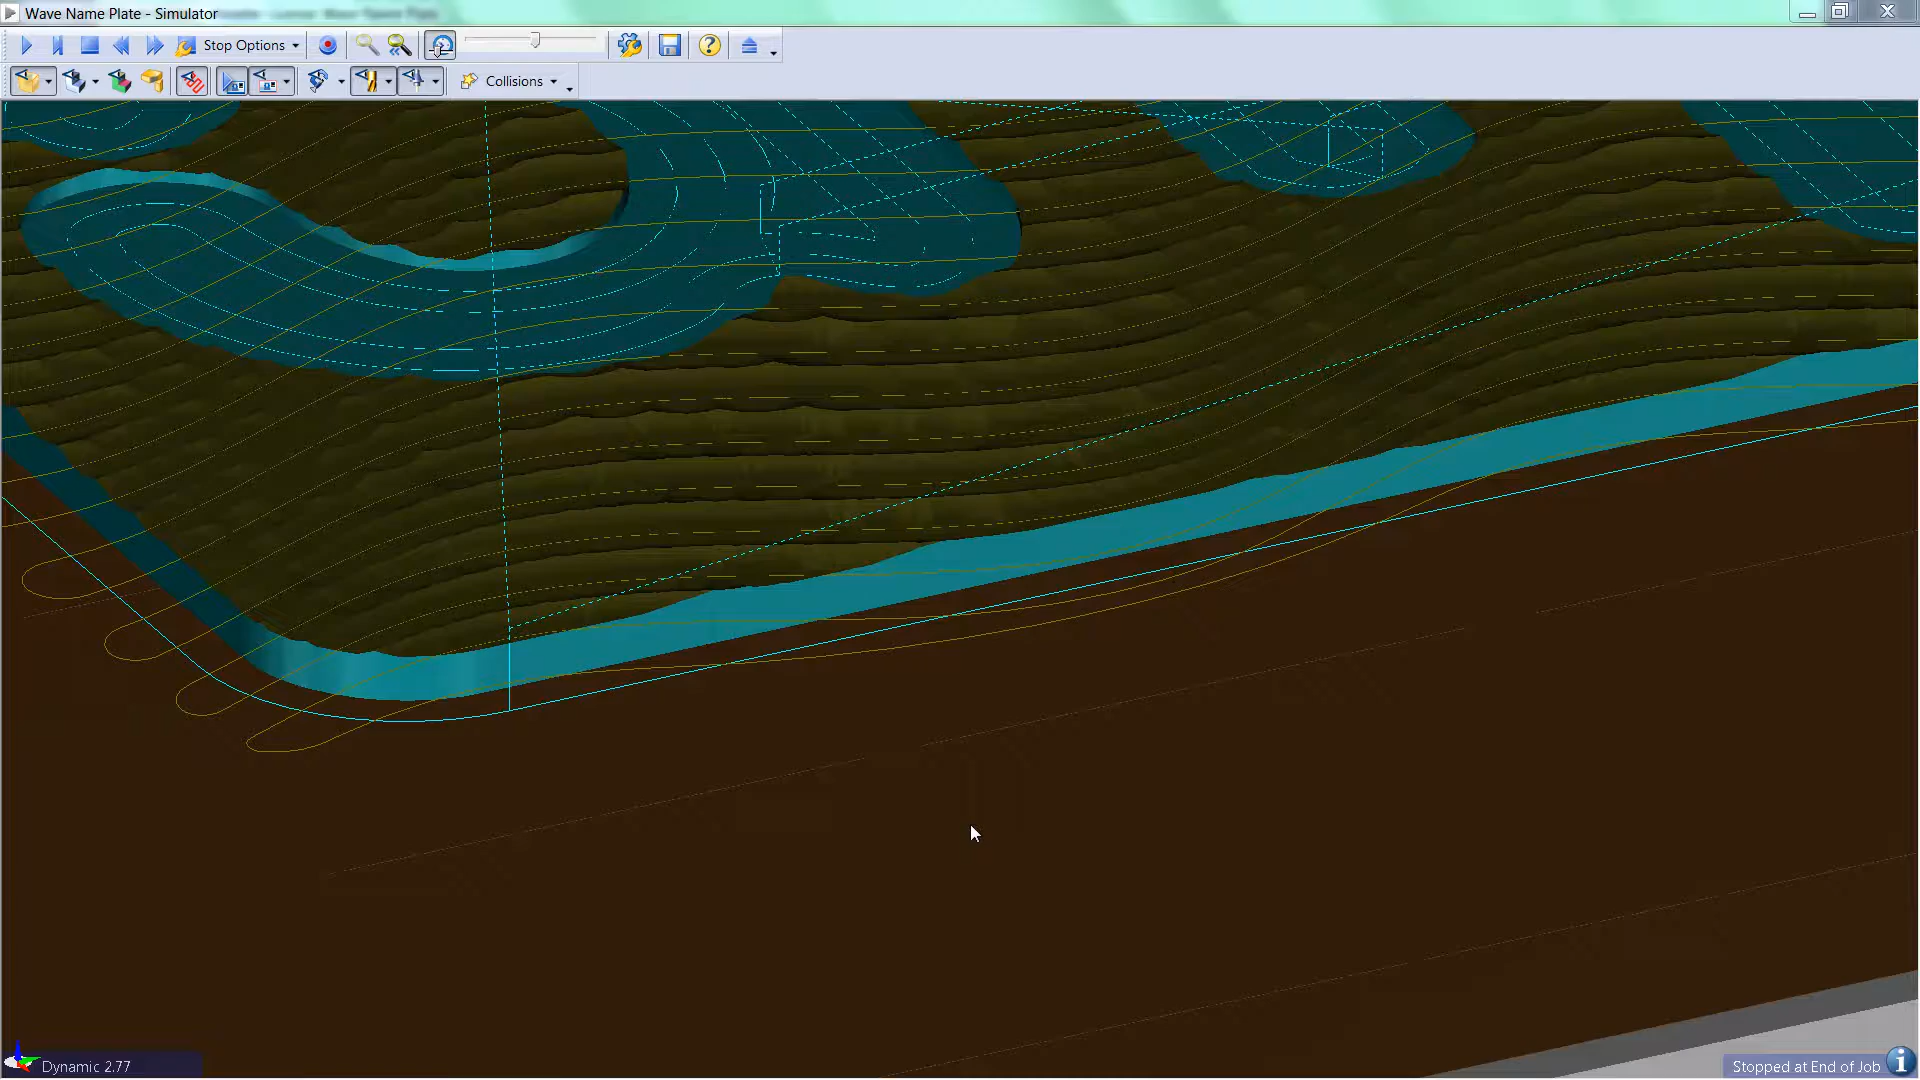 Wave Name Plate - Simulator
Stop Options
Collisions
Dynamic 2.77
Stopped at End of Job